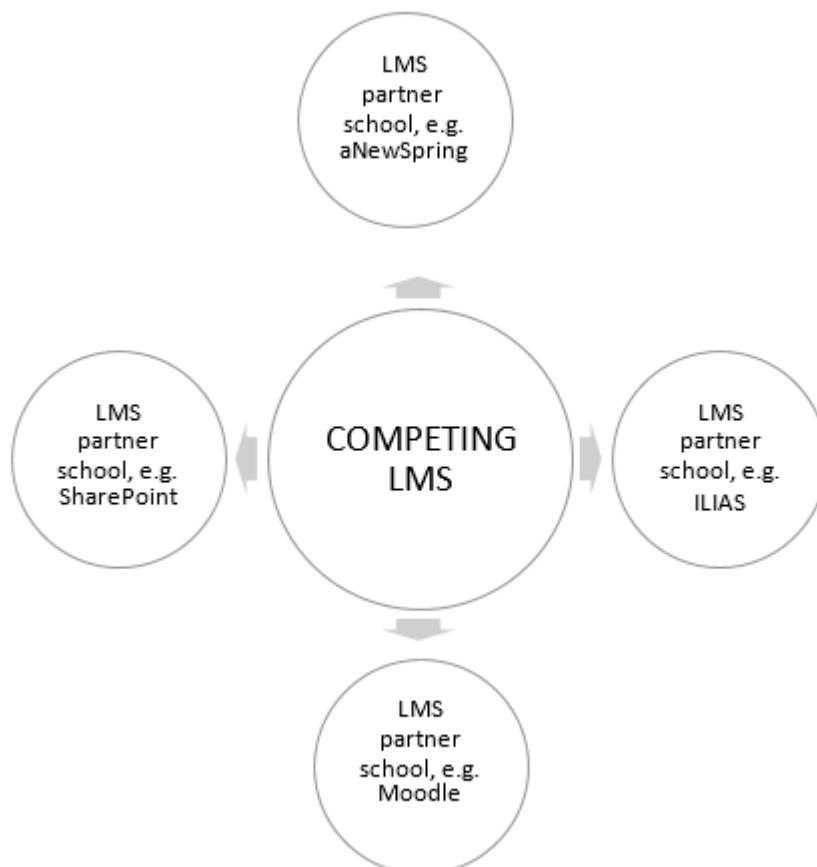 LMS
partner
school, e.g.
aNewSpring
COMPETING
LMS
LMS
partner
school, e.g.
SharePoint
LMS
partner
school, e.g.
ILIAS
LMS
partner
school, e.g.
Moodle